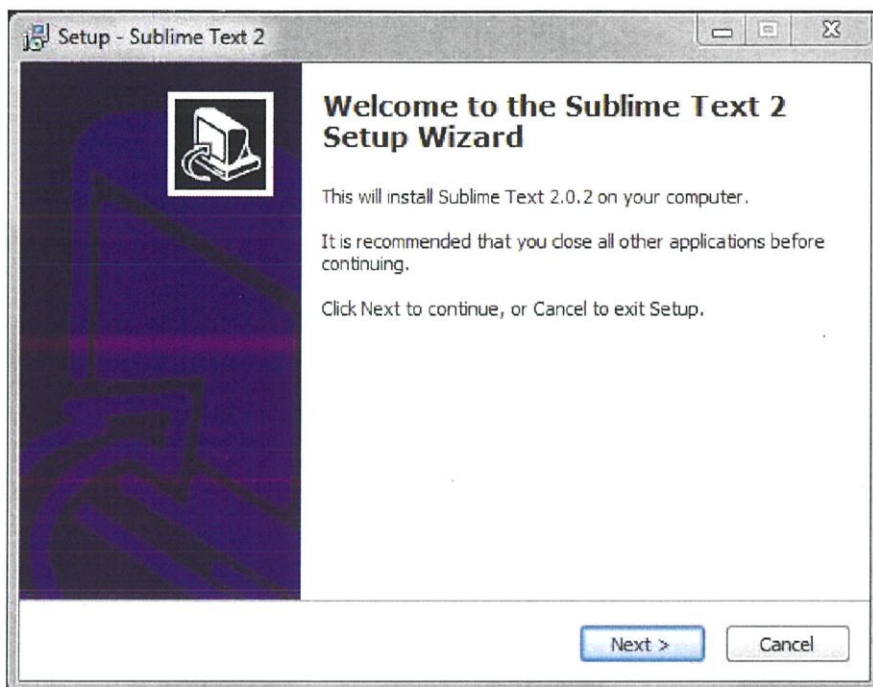 Setup - Sublime Text 2
Welcome to the Sublime Text 2
Setup Wizard
This will install Sublime Text 2.0.2 on your computer.
It is recommended that you close all other applications before
continuing.
Click Next to continue, or Cancel to exit Setup.
Next >
Cancel